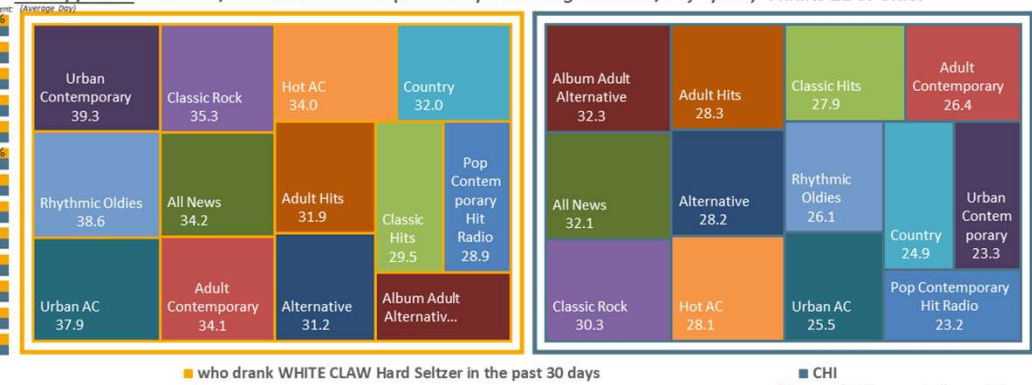 (Average Day)
Urban
Contemporary
39.3
Classic Rock
35.3
Hot AC
34.0
Country
32.0
Rhythmic Oldies
38.6
All News
34.2
Adult Hits
31.9
Classic
Hits
29.5
Pop
Contem
porary
Hit
Radio
28.9
Urban AC
37.9
Adult
Contemporary
34.1
Alternative
31.2
Album Adult
Alternativ...
Album Adult
Alternative
32.3
Adult Hits
28.3
Classic Hits
27.9
Adult
Contemporary
26.4
All News
32.1
Alternative
28.2
Rhythmic
Oldies
26.1
Country
24.9
Urban
Contem
porary
23.3
Classic Rock
30.3
Hot AC
28.1
Urban AC
25.5
Pop Contemporary
Hit Radio
23.2
who drank WHITE CLAW Hard Seltzer in the past 30 days
CHI